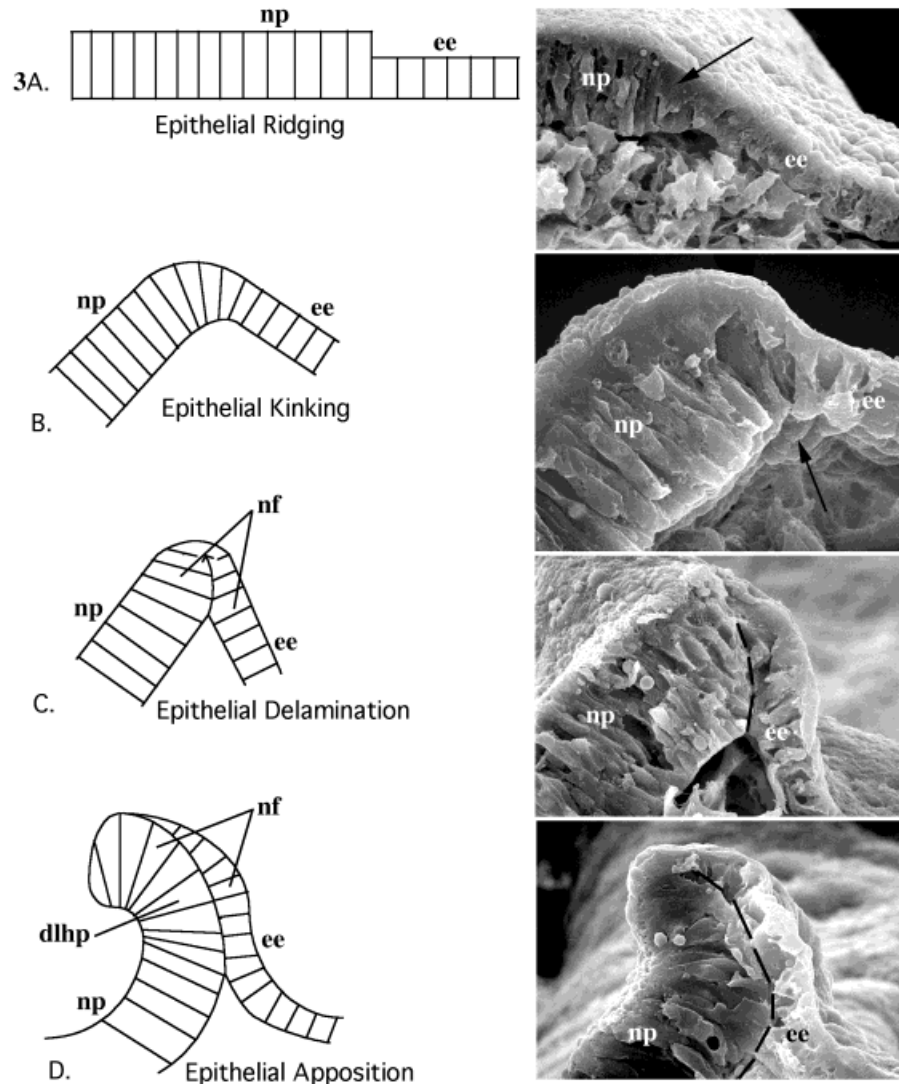 np
ee
3A.
Epithelial Ridging
np
ee
np
ee
Epithelial Kinking
B.
np
ee
nf
np
ee
C.
Epithelial Delamination
np
ee
nf
dlhp
ee
np
D.
Epithelial Apposition
np
ee